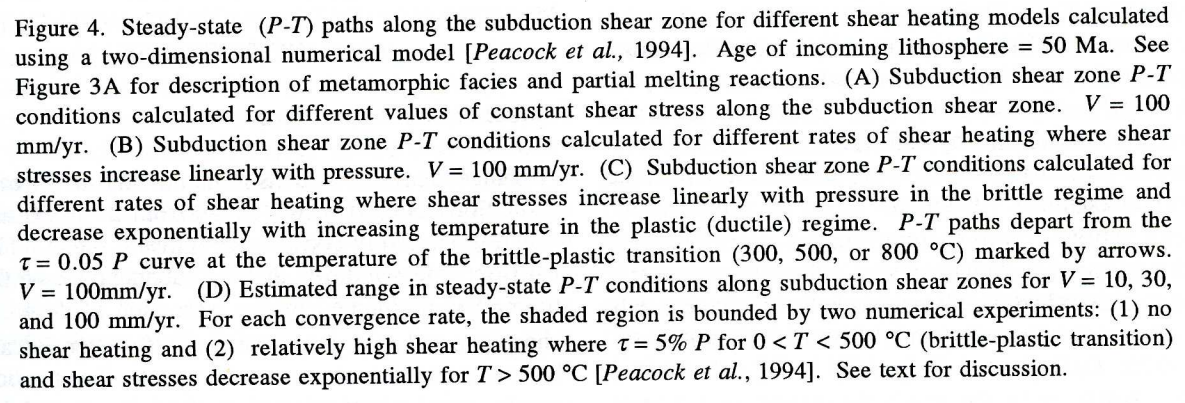 Figure 4. Steady-state (P-T) paths along the subduction shear zone for different shear heating models calculated
using a two-dimensional numerical model [Peacock et al., 1994]. Age of incoming lithosphere = 50 Ma. See
Figure 3A for description of metamorphic facies and partial melting reactions. (A) Subduction shear zone P-T
conditions calculated for different values of constant shear stress along the subduction shear zone. V = 100
mm/yr. (B) Subduction shear zone P-T conditions calculated for different rates of shear heating where shear
stresses increase linearly with pressure. V = 100 mm/yr. (C) Subduction shear zone P-T conditions calculated for
different rates of shear heating where shear stresses increase linearly with pressure in the brittle regime and
decrease exponentially with increasing temperature in the plastic (ductile) regime. P-T paths depart from the
τ = 0.05 P curve at the temperature of the brittle-plastic transition (300, 500, or 800 °C) marked by arrows.
V = 100mm/yr. (D) Estimated range in steady-state P-T conditions along subduction shear zones for V = 10, 30,
and 100 mm/yr. For each convergence rate, the shaded region is bounded by two numerical experiments: (1) no
shear heating and (2) relatively high shear heating where τ = 5% P for 0 < T < 500 °C (brittle-plastic transition)
and shear stresses decrease exponentially for T > 500 °C [Peacock et al., 1994]. See text for discussion.